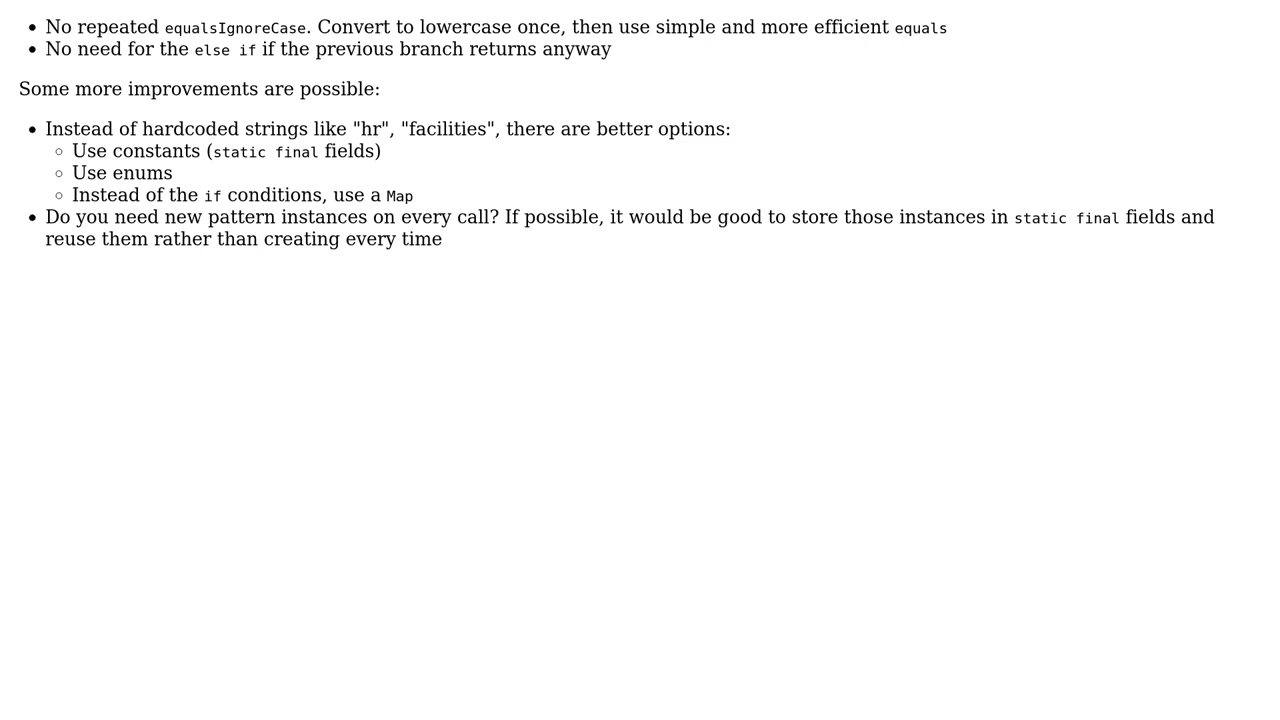 No repeated equalsIgnoreCase. Convert to lowercase once, then use simple and more efficient equals
No need for the else if if the previous branch returns anyway
Some more improvements are possible:
Instead of hardcoded strings like "hr", "facilities", there are better options:
Use constants (static final fields)
Use enums
Instead of the if conditions, use a Map
Do you need new pattern instances on every call? If possible, it would be good to store those instances in static final fields and
reuse them rather than creating every time